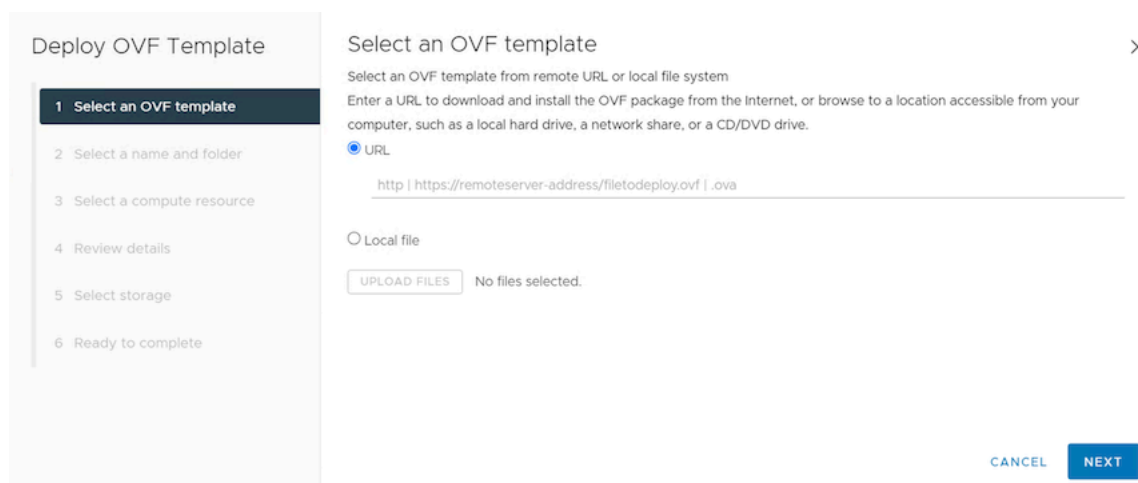 Deploy OVF Template
1 Select an OVF template
2 Select a name and folder
3 Select a compute resource
4 Review details
5 Select storage
6 Ready to complete
Select an OVF template
Select an OVF template from remote URL or local file system
Enter a URL to download and install the OVF package from the Internet, or browse to a location accessible from your
computer, such as a local hard drive, a network share, or a CD/DVD drive.
URL
http | https://remoteserver-address/filetodeploy.ovf | .ova
Local file
UPLOAD FILES No files selected.
CANCEL NEXT